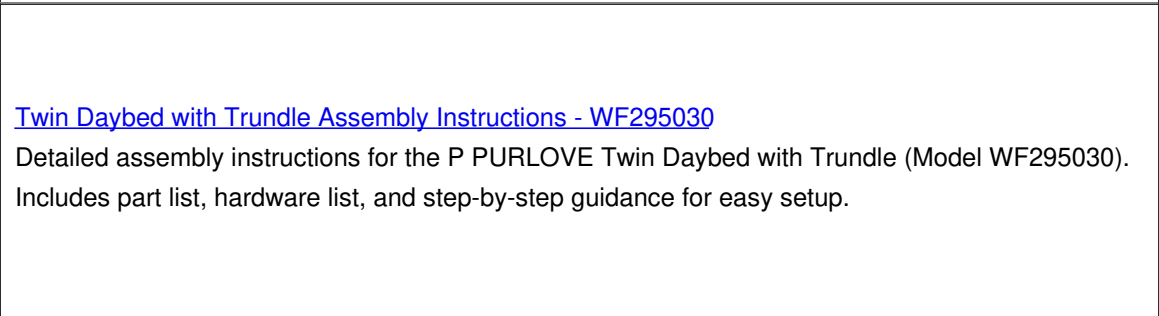 Twin Daybed with Trundle Assembly Instructions - WF295030
Detailed assembly instructions for the P PURLOVE Twin Daybed with Trundle (Model WF295030).
Includes part list, hardware list, and step-by-step guidance for easy setup.